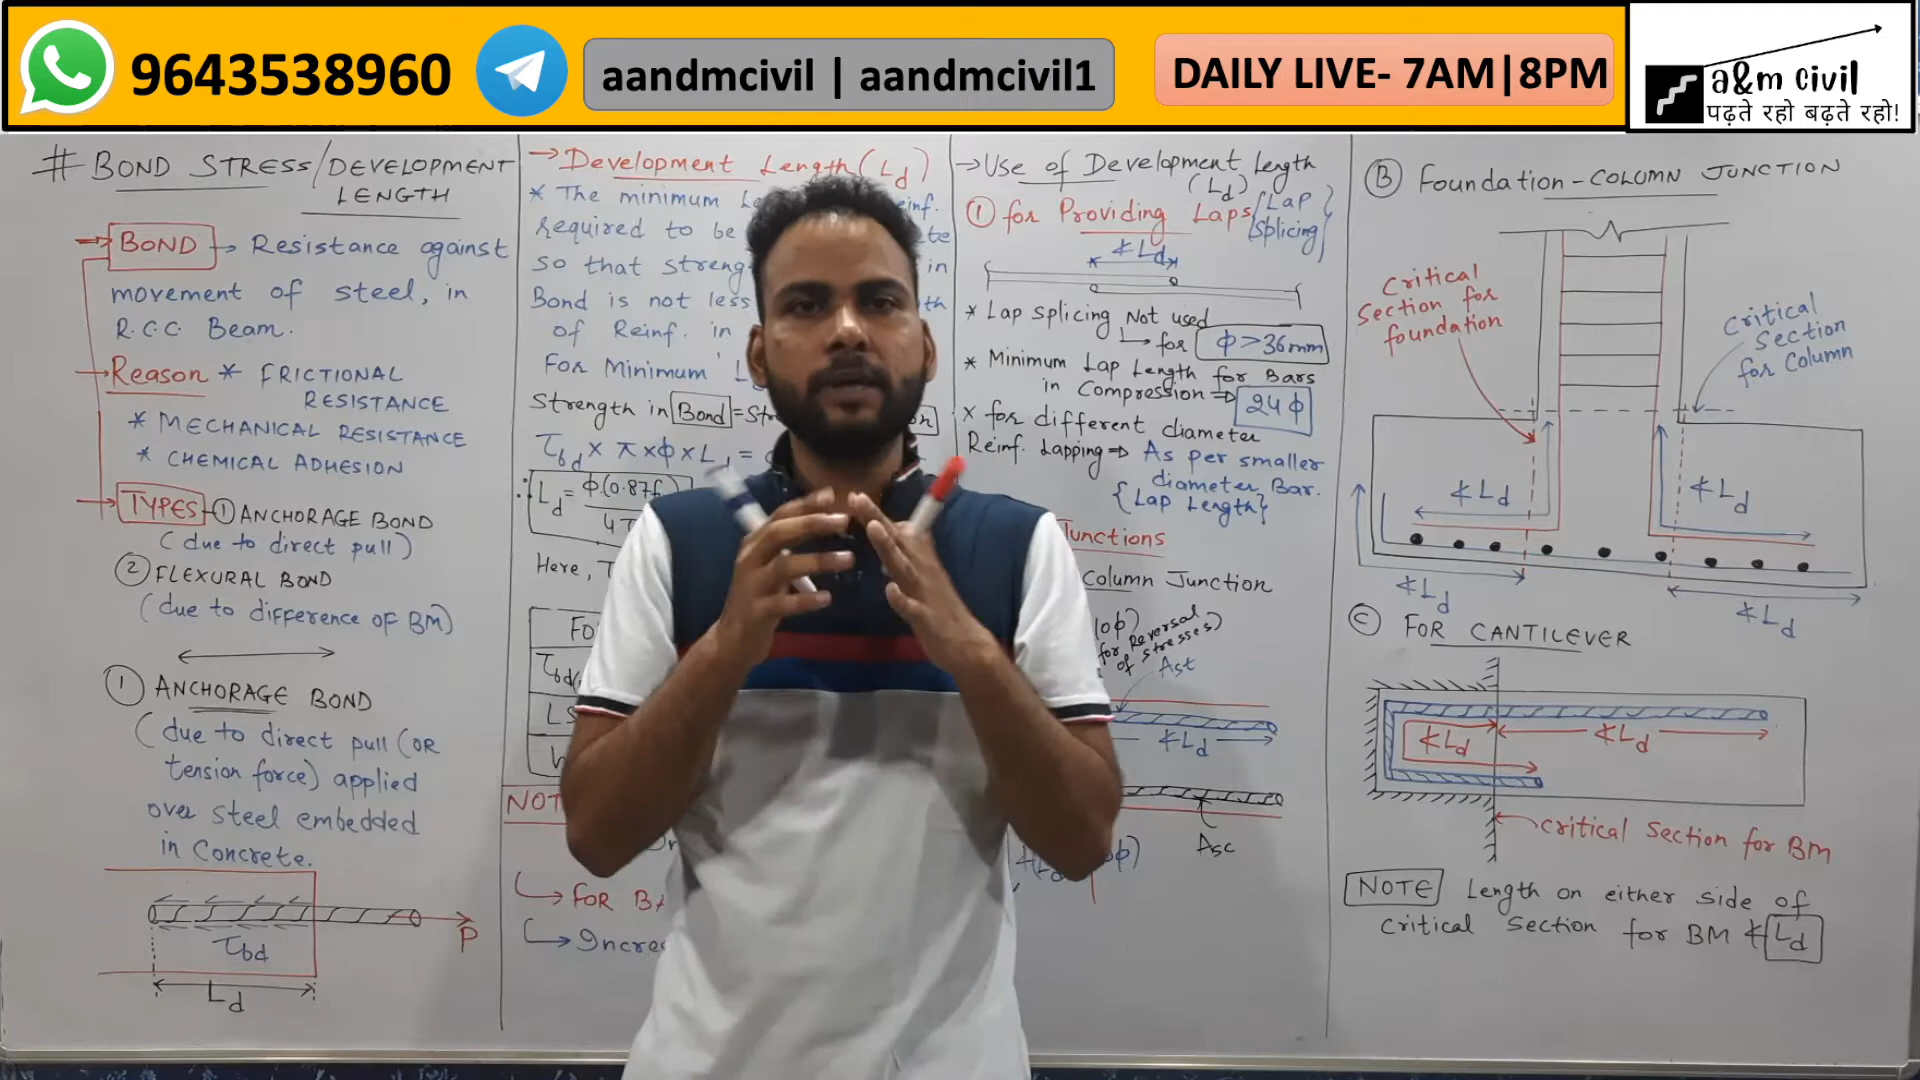 9643538960
aandmcivil | aandmcivil1
DAILY LIVE- 7AM|8PM
a&m civil
पढ़ते रहो बढ़ते रहो!
# BOND STRESS/DEVELOPMENT
LENGTH
BOND → Resistance against
movement of steel, in
R.C.C. Beam.
Reason * FRICTIONAL
RESISTANCE
* MECHANICAL RESISTANCE
* CHEMICAL ADHESION
TYPES ① ANCHORAGE BOND
(due to direct pull)
② FLEXURAL BOND
(due to difference of BM)
① ANCHORAGE BOND
(due to direct pull (OR
tension force) applied
over steel embedded
in Concrete.
τbd
P
Ld
→ Development Length (Ld)
* The minimum einf.
required to be
so that in
Bond is not less
of Reinf. in
For Minimum
Strength in Bond =
τbd × π × ϕ × L =
∴ Ld = ϕ.(0.87f
4
Here,
→ Use of Development Length
(Ld)
① for Providing Laps {Lap
Splicing}
≮ Ld
* Lap splicing Not used
for ϕ > 36mm
* Minimum Lap Length for Bars
in Compression ⇒ 24ϕ
* for different diameter
Reinf. Lapping ⇒ As per smaller
diameter Bar.
{Lap Length}
Junctions
Column Junction
for Reversal
of stresses)
Ast
≮ Ld
Asc
FOR
Ⓑ Foundation-COLUMN JUNCTION
Critical
Section for
foundation
Critical
Section
for Column
≮ Ld
≮ Ld
≮ Ld
≮ Ld
Ⓒ FOR CANTILEVER
≮ Ld
≮ Ld
Critical Section for BM
NOTE Length on either side of
Critical Section for BM ≮ Ld